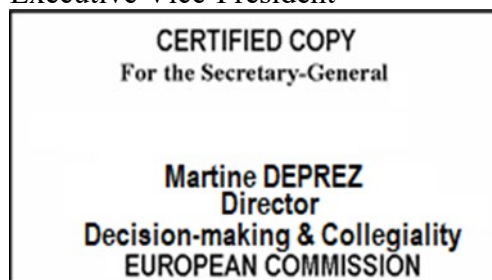 Executive Vice-President
CERTIFIED COPY
For the Secretary-General
Martine DEPREZ
Director
Decision-making & Collegiality
EUROPEAN COMMISSION